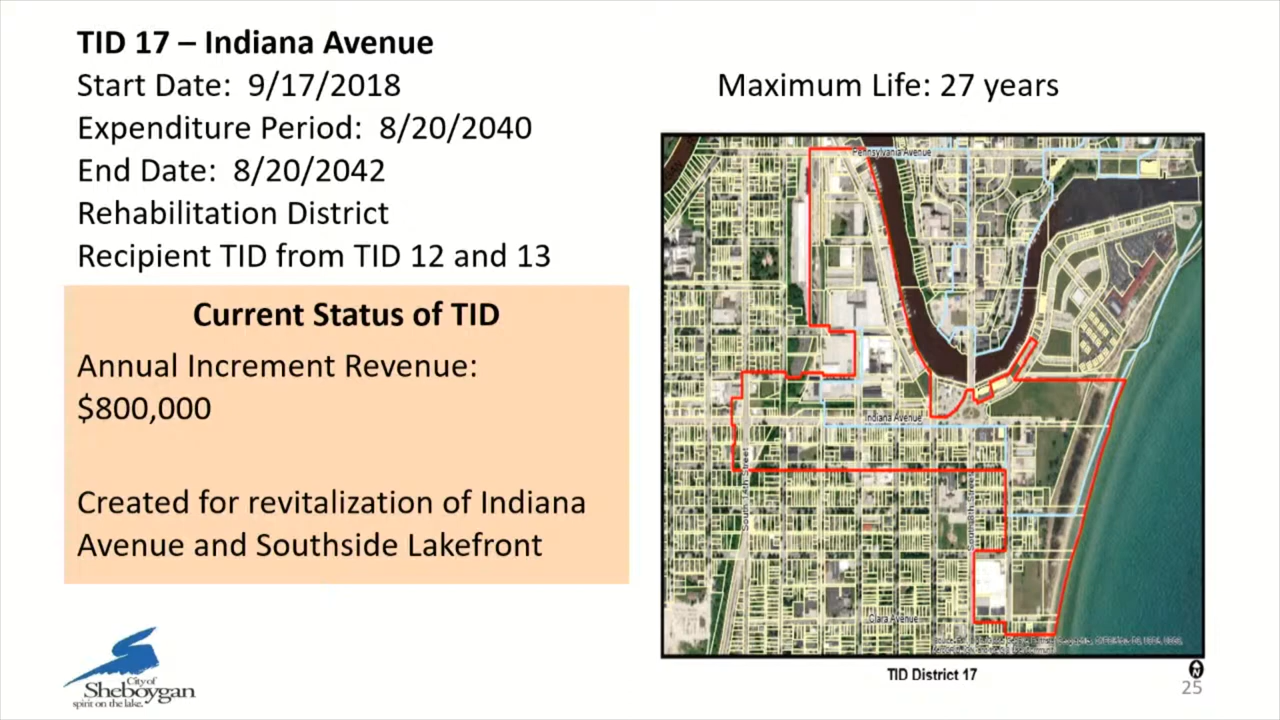 TID 17 – Indiana Avenue
Start Date: 9/17/2018
Expenditure Period: 8/20/2040
End Date: 8/20/2042
Rehabilitation District
Recipient TID from TID 12 and 13
Maximum Life: 27 years
Current Status of TID
Annual Increment Revenue:
$800,000
Created for revitalization of Indiana
Avenue and Southside Lakefront
Pennsylvania Avenue
Indiana Avenue
South 14th Street
South 8th Street
Clara Avenue
TID District 17
N
City of
Sheboygan
spirit on the lake.
25